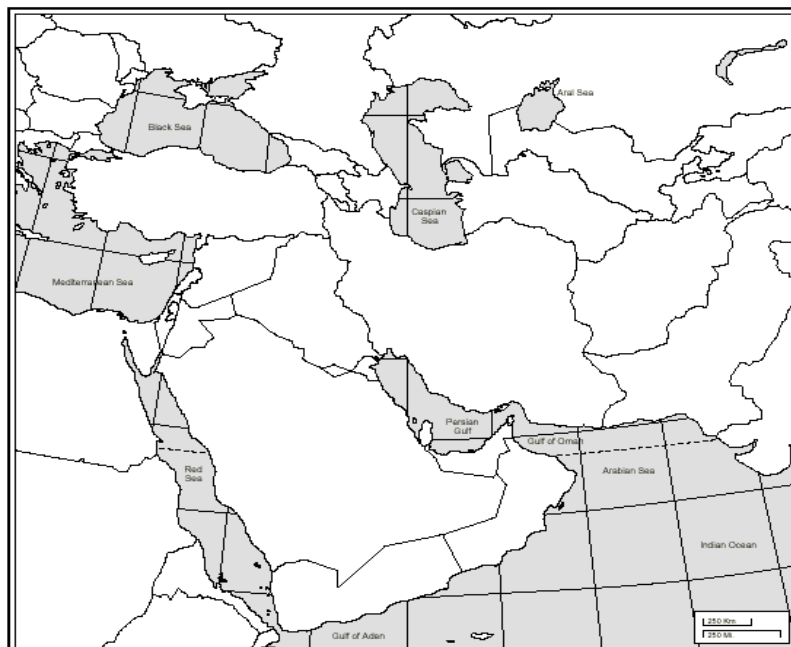 Aral Sea
Black Sea
Caspian
Sea
Mediterranean Sea
Persian
Gulf
Gulf of Oman
Red
Sea
Arabian Sea
Indian Ocean
250 Km
250 Mi.
Gulf of Aden